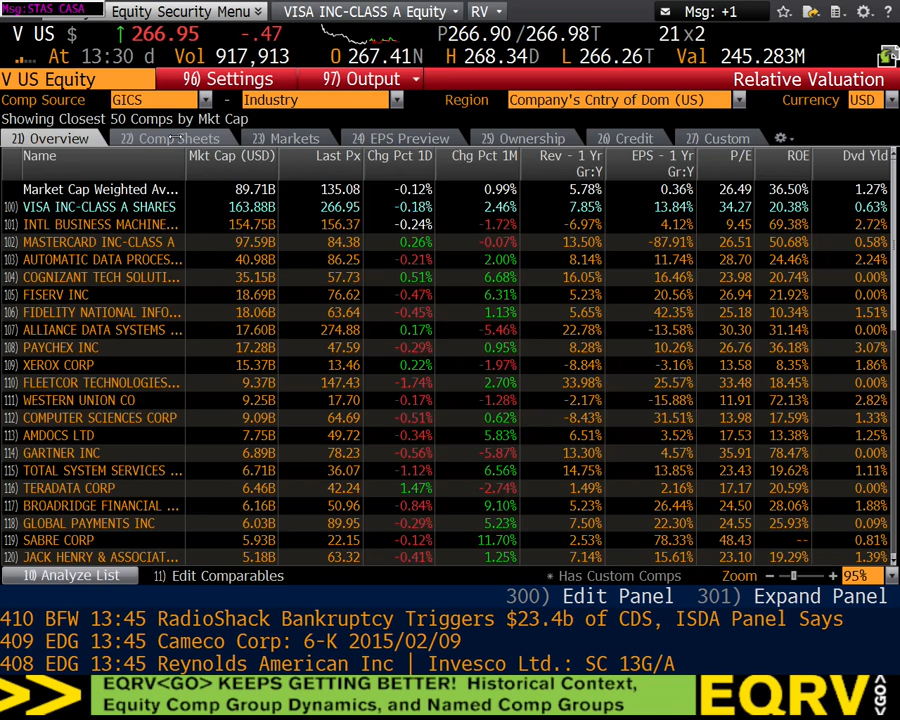 Msg:STAS CASA Equity Security Menu VISA INC-CLASS A Equity RV Msg: +1
V US $ 266.95 -.47 P266.90/266.98T 21x2
At 13:30 d Vol 917,913 O 267.41N H 268.34D L 266.26T Val 245.283M
V US Equity 96) Settings 97) Output Relative Valuation
Comp Source GICS - Industry Region Company's Cntry of Dom (US) Currency USD
Showing Closest 50 Comps by Mkt Cap
21) Overview 22) Comp Sheets 23) Markets 24) EPS Preview 25) Ownership 26) Credit 27) Custom
Name Mkt Cap (USD) Last Px Chg Pct 1D Chg Pct 1M Rev - 1 Yr EPS - 1 Yr P/E ROE Dvd Yld
Gr:Y Gr:Y
Market Cap Weighted Av... 89.71B 135.08 -0.12% 0.99% 5.78% 0.36% 26.49 36.50% 1.27%
100) VISA INC-CLASS A SHARES 163.88B 266.95 -0.18% 2.46% 7.85% 13.84% 34.27 20.38% 0.63%
101) INTL BUSINESS MACHINE... 154.75B 156.37 -0.24% -1.72% -6.97% 4.12% 9.45 69.38% 2.72%
102) MASTERCARD INC-CLASS A 97.59B 84.38 0.26% -0.07% 13.50% -87.91% 26.51 50.68% 0.58%
103) AUTOMATIC DATA PROCES... 40.98B 86.25 -0.21% 2.00% 8.14% 11.74% 28.70 24.46% 2.24%
104) COGNIZANT TECH SOLUTI... 35.15B 57.73 0.51% 6.68% 16.05% 16.46% 23.98 20.74% 0.00%
105) FISERV INC 18.69B 76.62 -0.47% 6.31% 5.23% 20.56% 26.94 21.92% 0.00%
106) FIDELITY NATIONAL INFO... 18.06B 63.64 -0.45% 1.13% 5.65% 42.35% 25.18 10.34% 1.51%
107) ALLIANCE DATA SYSTEMS ... 17.60B 274.88 0.17% -5.46% 22.78% -13.58% 30.30 31.14% 0.00%
108) PAYCHEX INC 17.28B 47.59 -0.29% 0.95% 8.28% 10.26% 26.76 36.18% 3.07%
109) XEROX CORP 15.37B 13.46 0.22% -1.97% -8.84% -3.16% 13.58 8.35% 1.86%
110) FLEETCOR TECHNOLOGIES... 9.37B 147.43 -1.74% 2.70% 33.98% 25.57% 33.48 18.45% 0.00%
111) WESTERN UNION CO 9.25B 17.70 -0.17% -1.28% -2.17% -15.88% 11.91 72.13% 2.82%
112) COMPUTER SCIENCES CORP 9.09B 64.69 -0.51% 0.62% -8.43% 31.51% 13.98 17.59% 1.33%
113) AMDOCS LTD 7.75B 49.72 -0.34% 5.83% 6.51% 3.52% 17.53 13.38% 1.25%
114) GARTNER INC 6.89B 78.23 -0.56% -5.87% 13.30% 4.57% 35.91 78.47% 0.00%
115) TOTAL SYSTEM SERVICES ... 6.71B 36.07 -1.12% 6.56% 14.75% 13.85% 23.43 19.62% 1.11%
116) TERADATA CORP 6.46B 42.24 1.47% -2.74% 1.49% 2.16% 17.17 20.59% 0.00%
117) BROADRIDGE FINANCIAL ... 6.16B 50.96 -0.84% 9.10% 5.23% 26.44% 24.50 28.06% 1.88%
118) GLOBAL PAYMENTS INC 6.03B 89.95 -0.29% 5.23% 7.50% 22.30% 24.55 25.93% 0.09%
119) SABRE CORP 5.93B 22.15 -0.12% 11.70% 2.53% 78.33% 48.43 -- 0.81%
120) JACK HENRY & ASSOCIAT... 5.18B 63.32 -0.41% 1.25% 7.14% 15.61% 23.10 19.29% 1.39%
10) Analyze List 11) Edit Comparables * Has Custom Comps Zoom - + 95%
300) Edit Panel 301) Expand Panel
410 BFW 13:45 RadioShack Bankruptcy Triggers $23.4b of CDS, ISDA Panel Says
409 EDG 13:45 Cameco Corp: 6-K 2015/02/09
408 EDG 13:45 Reynolds American Inc | Invesco Ltd.: SC 13G/A
EQRV<GO> KEEPS GETTING BETTER! Historical Context,
Equity Comp Group Dynamics, and Named Comp Groups
EQRV